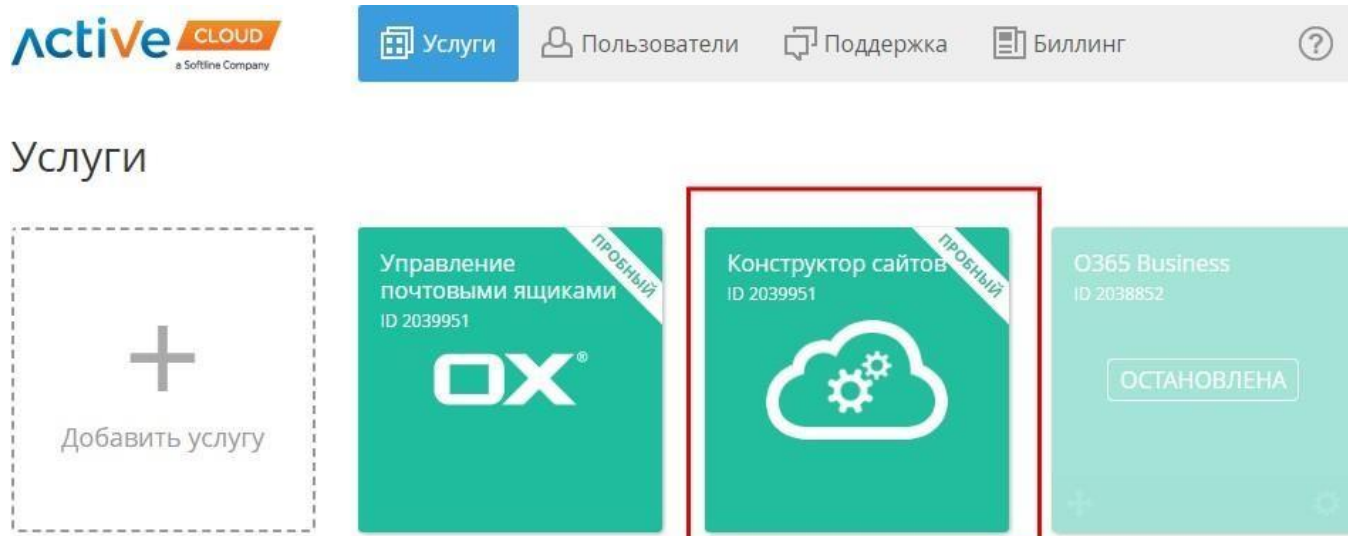 Active CLOUD
a Softline Company
Услуги
Пользователи
Поддержка
Биллинг
?
Услуги
Добавить услугу
Управление
почтовыми ящиками
ID 2039951
ПРОБНЫЙ
OX®
Конструктор сайтов
ID 2039951
ПРОБНЫЙ
O365 Business
ID 2038852
ОСТАНОВЛЕНА